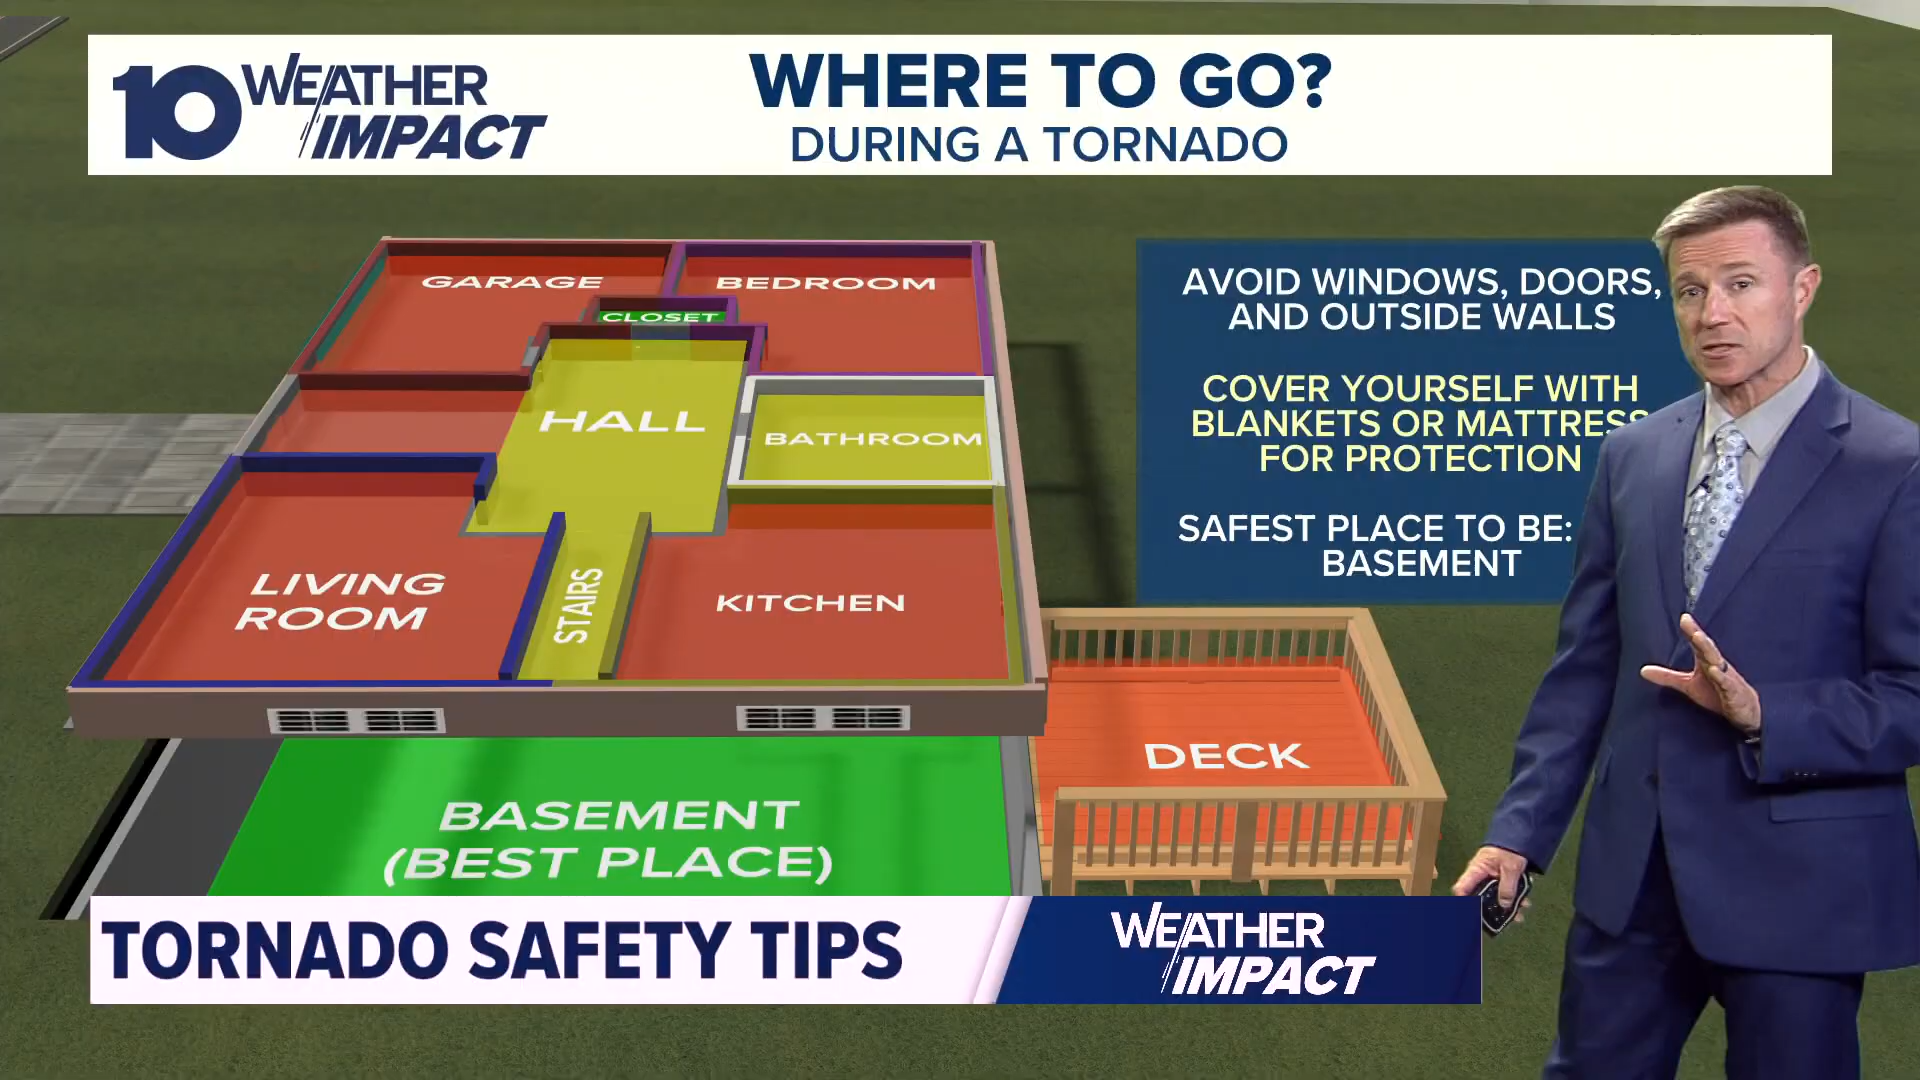 10 WEATHER IMPACT
WHERE TO GO?
DURING A TORNADO
GARAGE
BEDROOM
CLOSET
HALL
BATHROOM
LIVING
ROOM
STAIRS
KITCHEN
AVOID WINDOWS, DOORS,
AND OUTSIDE WALLS
COVER YOURSELF WITH
BLANKETS OR MATTRESS
FOR PROTECTION
SAFEST PLACE TO BE:
BASEMENT
DECK
BASEMENT
(BEST PLACE)
TORNADO SAFETY TIPS
WEATHER
IMPACT